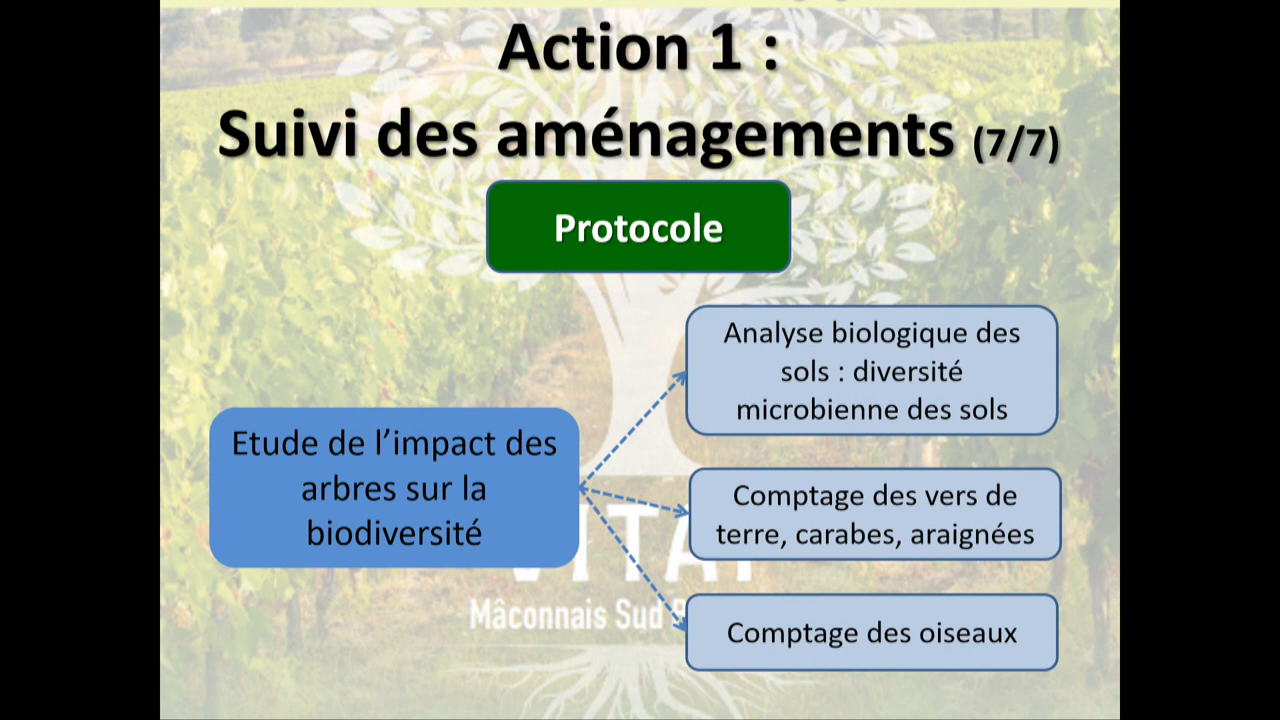 Action 1 :
Suivi des aménagements (7/7)
Protocole
Analyse biologique des
sols : diversité
microbienne des sols
Etude de l’impact des
arbres sur la
biodiversité
Comptage des vers de
terre, carabes, araignées
Mâconnais Sud
Comptage des oiseaux